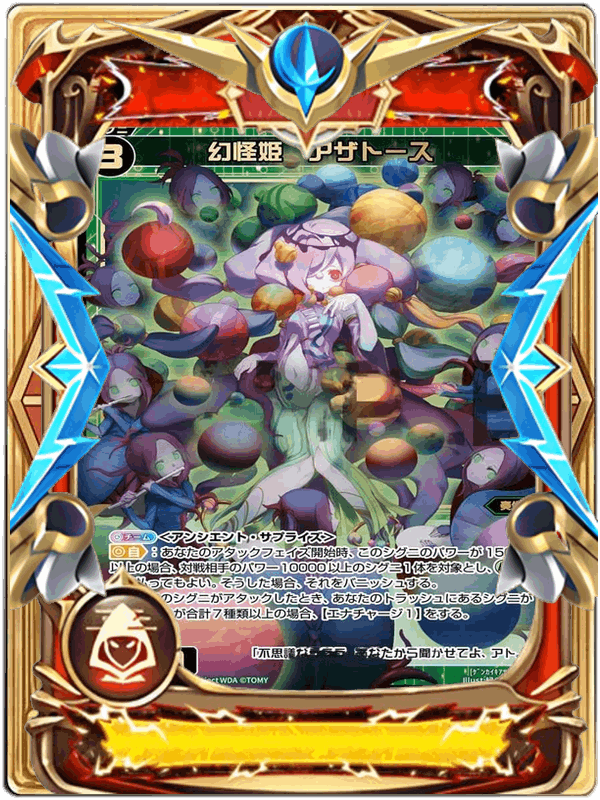 3
幻怪姫 アザトース
チーム <アンシエント・サプライズ>
自 :あなたのアタックフェイズ開始時、このシグニのパワーが15
以上の場合、対戦相手のパワー10000以上のシグニ1体を対象とし、
払ってもよい。そうした場合、それをバニッシュする。
のシグニがアタックしたとき、あなたのトラッシュにあるシグニが
が合計7種類以上の場合、【エナチャージ1】をする。
「不思議な あなたから聞かせてよ、アト.
ject WDA ©TOMY